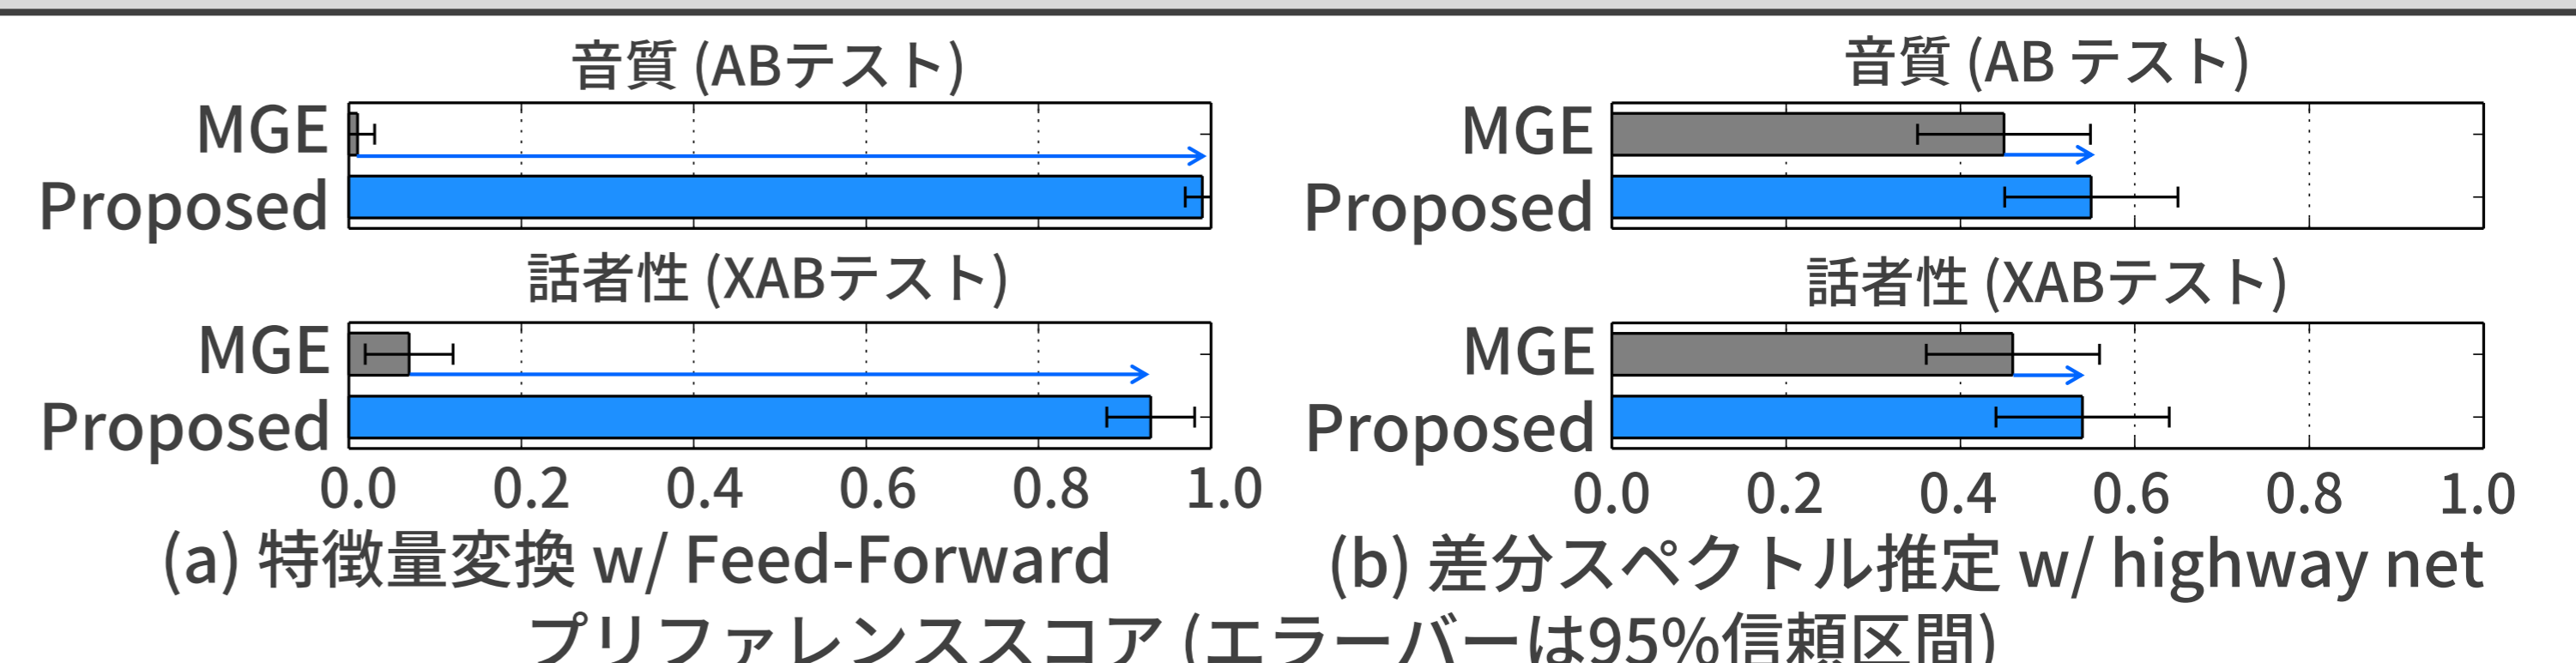 音質 (ABテスト)
MGE
Proposed
話者性 (XABテスト)
MGE
Proposed
0.0 0.2 0.4 0.6 0.8 1.0
(a) 特徴量変換 w/ Feed-Forward
音質 (AB テスト)
MGE
Proposed
話者性 (XABテスト)
MGE
Proposed
0.0 0.2 0.4 0.6 0.8 1.0
(b) 差分スペクトル推定 w/ highway net
プリファレンススコア (エラーバーは95%信頼区間)